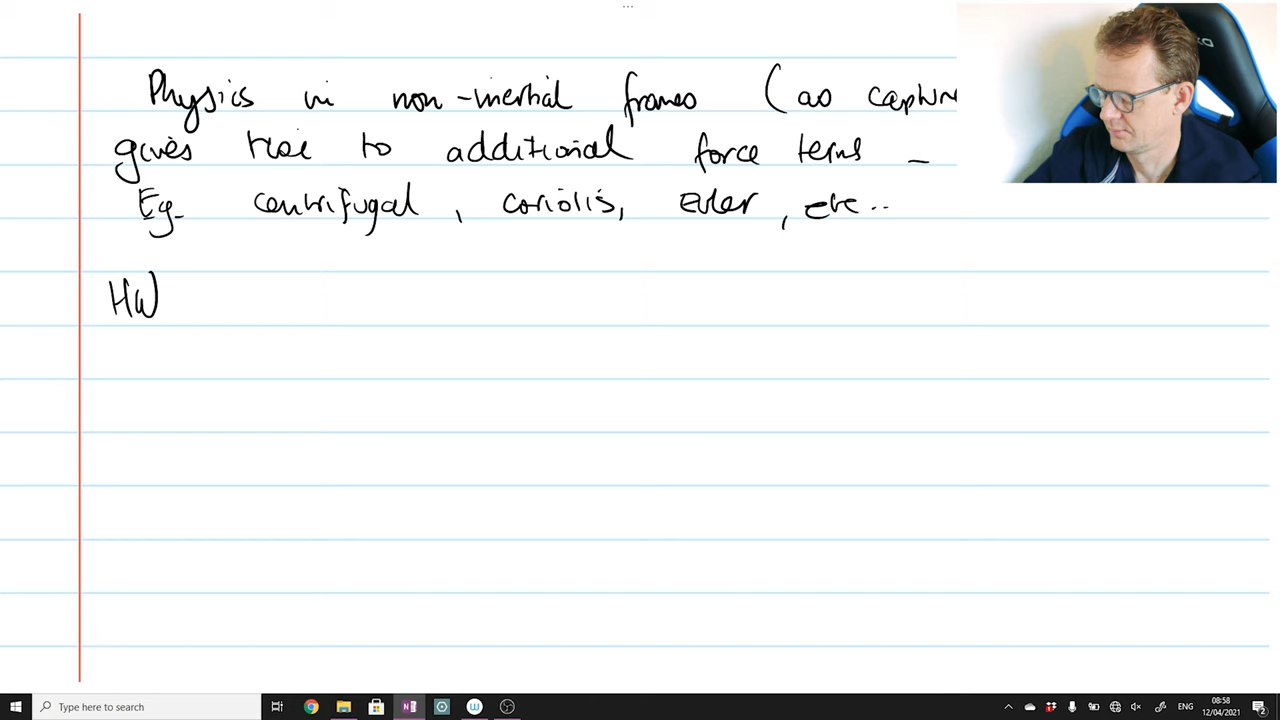 Physics in non-inertial frames (as captur
gives rise to additional force terms -
Eg. centrifugal, coriolis, Euler, etc..
HW
Type here to search
ENG
08:58
12/04/2021